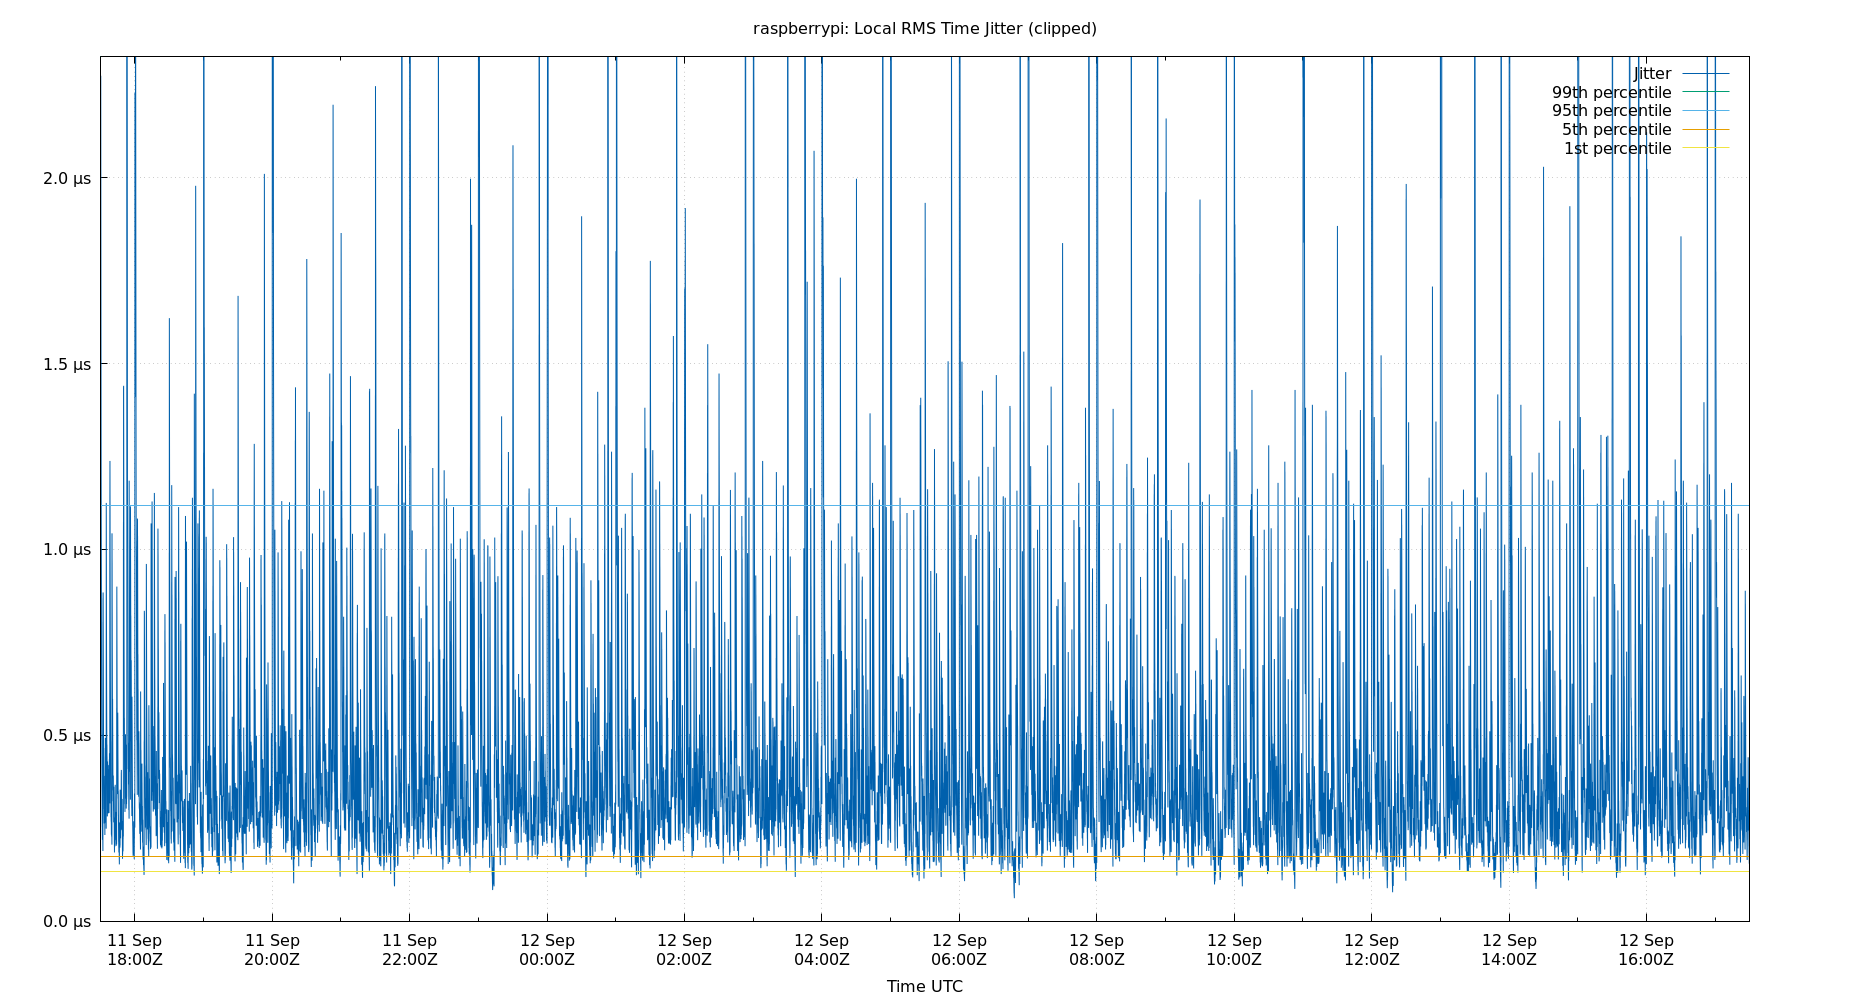 raspberrypi: Local RMS Time Jitter (clipped)
Jitter
99th percentile
95th percentile
5th percentile
1st percentile
2.0 µs
1.5 µs
1.0 µs
0.5 µs
0.0 µs
11 Sep 11 Sep 11 Sep 12 Sep 12 Sep 12 Sep 12 Sep 12 Sep 12 Sep 12 Sep 12 Sep 12 Sep
18:00Z 20:00Z 22:00Z 00:00Z 02:00Z 04:00Z 06:00Z 08:00Z 10:00Z 12:00Z 14:00Z 16:00Z
Time UTC